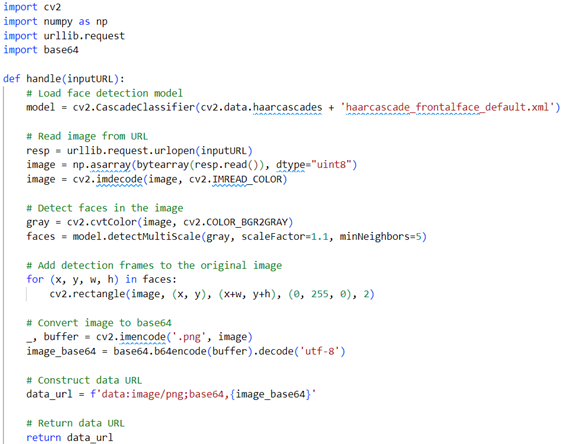 import cv2
import numpy as np
import urllib.request
import base64

def handle(inputURL):
    # Load face detection model
    model = cv2.CascadeClassifier(cv2.data.haarcascades + 'haarcascade_frontalface_default.xml')

    # Read image from URL
    resp = urllib.request.urlopen(inputURL)
    image = np.asarray(bytearray(resp.read()), dtype="uint8")
    image = cv2.imdecode(image, cv2.IMREAD_COLOR)

    # Detect faces in the image
    gray = cv2.cvtColor(image, cv2.COLOR_BGR2GRAY)
    faces = model.detectMultiScale(gray, scaleFactor=1.1, minNeighbors=5)

    # Add detection frames to the original image
    for (x, y, w, h) in faces:
        cv2.rectangle(image, (x, y), (x+w, y+h), (0, 255, 0), 2)

    # Convert image to base64
    _, buffer = cv2.imencode('.png', image)
    image_base64 = base64.b64encode(buffer).decode('utf-8')

    # Construct data URL
    data_url = f'data:image/png;base64,{image_base64}'

    # Return data URL
    return data_url